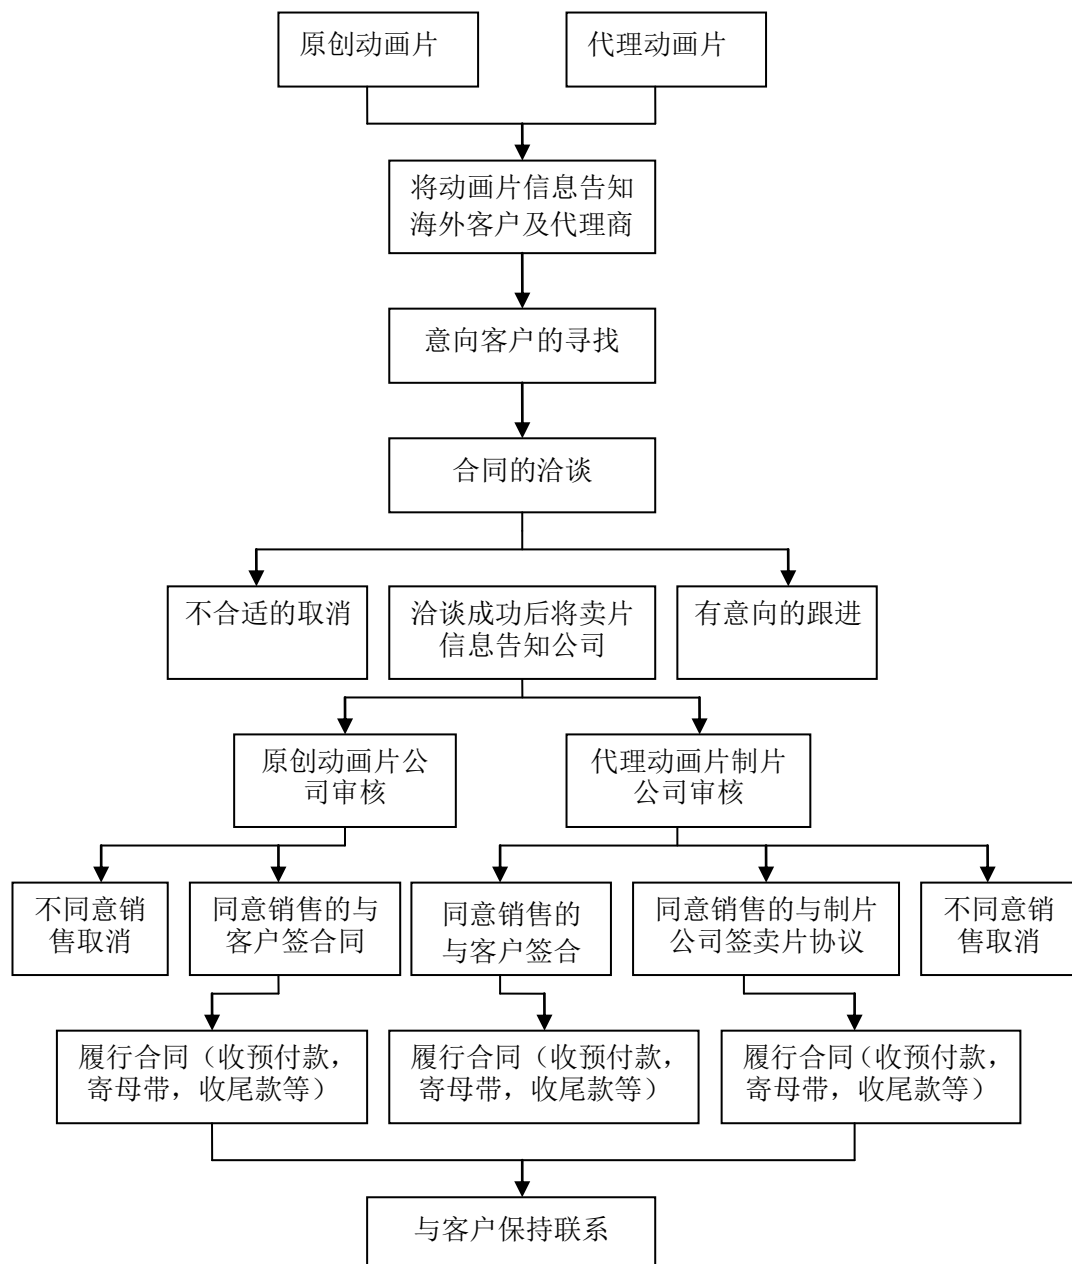 原创动画片
代理动画片
将动画片信息告知
海外客户及代理商
意向客户的寻找
合同的洽谈
不合适的取消
洽谈成功后将卖片
信息告知公司
有意向的跟进
原创动画片公
司审核
代理动画片制片
公司审核
不同意销
售取消
同意销售的与
客户签合同
同意销售的
与客户签合
同意销售的与制片
公司签卖片协议
不同意销
售取消
履行合同（收预付款，
寄母带，收尾款等）
履行合同（收预付款，
寄母带，收尾款等）
履行合同（收预付款，
寄母带，收尾款等）
与客户保持联系